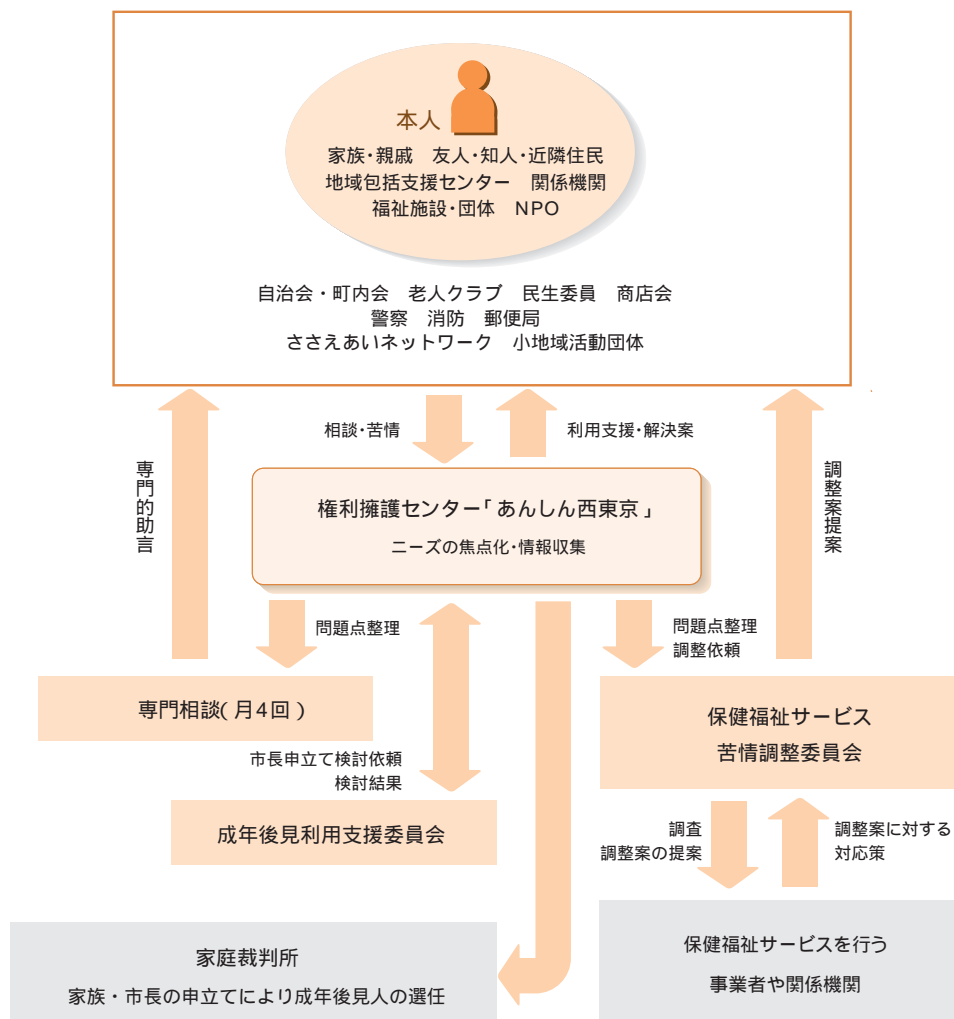 本人
家族・親戚　友人・知人・近隣住民
地域包括支援センター　関係機関
福祉施設・団体　NPO
自治会・町内会　老人クラブ　民生委員　商店会
警察　消防　郵便局
ささえあいネットワーク　小地域活動団体
相談・苦情
利用支援・解決案
専門的助言
調整案提案
権利擁護センター「あんしん西東京」
ニーズの焦点化・情報収集
問題点整理
問題点整理
調整依頼
専門相談(月4回)
保健福祉サービス
苦情調整委員会
市長申立て検討依頼
検討結果
成年後見利用支援委員会
調査
調整案の提案
調整案に対する
対応策
家庭裁判所
家族・市長の申立てにより成年後見人の選任
保健福祉サービスを行う
事業者や関係機関